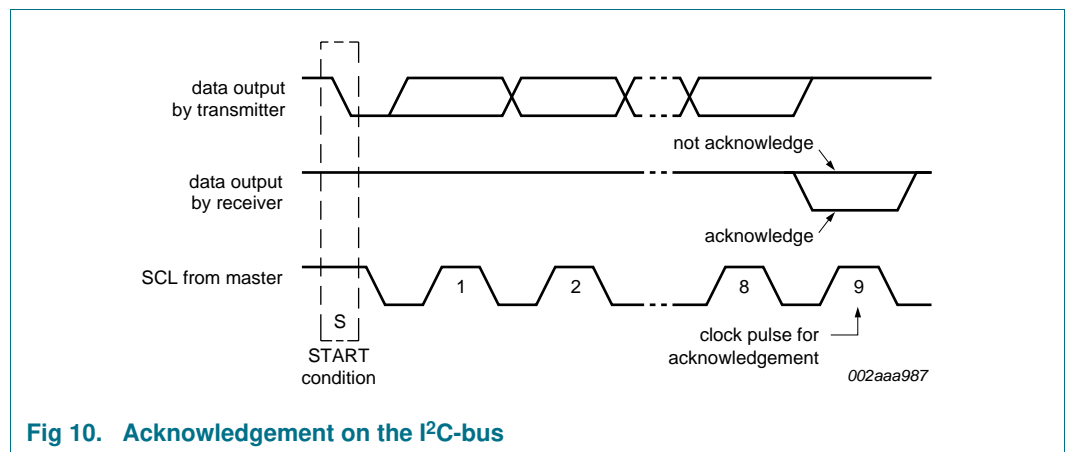 data output
by transmitter
not acknowledge
data output
by receiver
acknowledge
SCL from master
1
2
8
9
S
START
condition
clock pulse for
acknowledgement
002aaa987
Fig 10. Acknowledgement on the I²C-bus